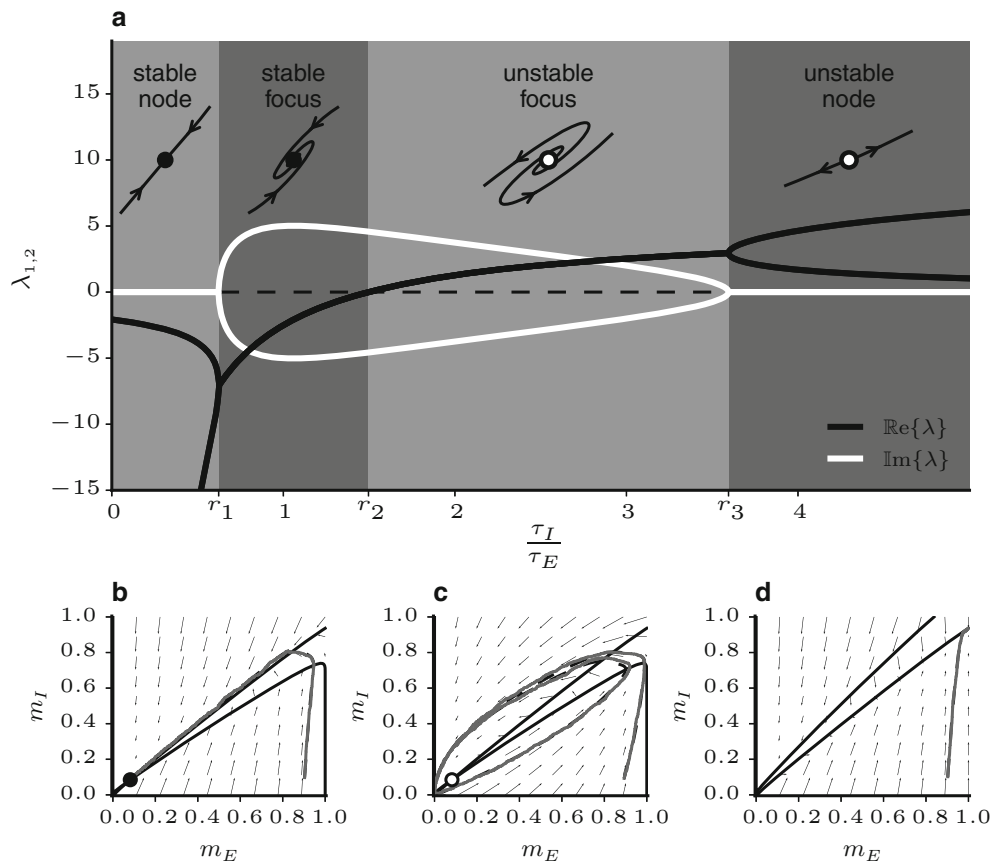 a
stable node
stable focus
unstable focus
unstable node
15
10
5
0
−5
−10
−15
λ1,2
ℝe{λ}
𝕀m{λ}
0 r1 1 r2 2 3 r3 4
τI
τE
b
1.0
0.8
0.6
0.4
0.2
0.0
mI
0.0 0.2 0.4 0.6 0.8 1.0
mE
c
1.0
0.8
0.6
0.4
0.2
0.0
mI
0.0 0.2 0.4 0.6 0.8 1.0
mE
d
1.0
0.8
0.6
0.4
0.2
0.0
mI
0.0 0.2 0.4 0.6 0.8 1.0
mE